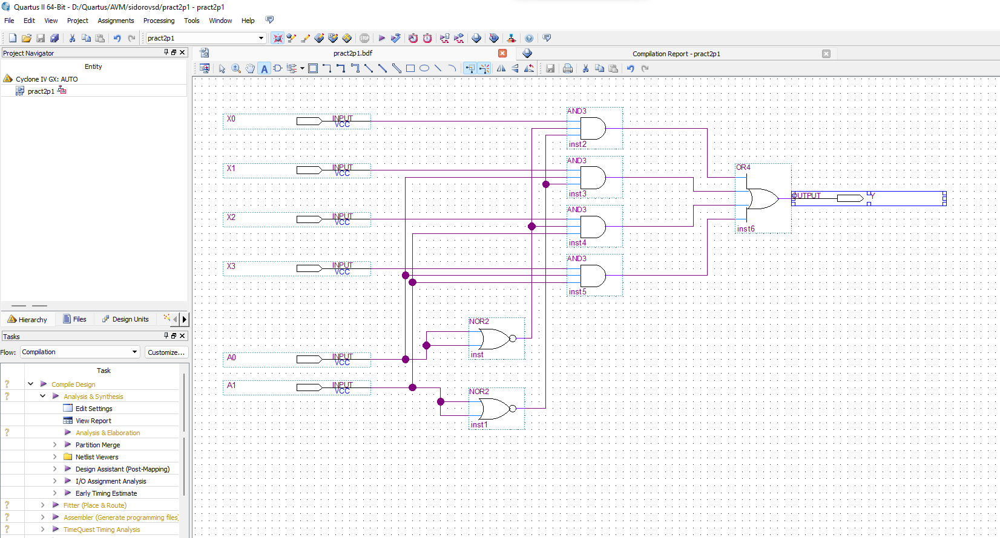 Quartus II 64-Bit - D:/Quartus/AVM/sidorovsd/pract2p1 - pract2p1
File Edit View Project Assignments Processing Tools Window Help
pract2p1
Project Navigator
pract2p1.bdf
Compilation Report - pract2p1
Entity
Cyclone IV GX: AUTO
pract2p1
Hierarchy Files Design Units
Tasks
Flow: Compilation Customize...
Task
Compile Design
Analysis & Synthesis
Edit Settings
View Report
Analysis & Elaboration
Partition Merge
Netlist Viewers
Design Assistant (Post-Mapping)
I/O Assignment Analysis
Early Timing Estimate
Fitter (Place & Route)
Assembler (Generate programming files)
TimeQuest Timing Analysis
X0 INPUT
VCC
X1 INPUT
VCC
X2 INPUT
VCC
X3 INPUT
VCC
A0 INPUT
VCC
A1 INPUT
VCC
NOR2
inst
NOR2
inst1
AND3
inst2
AND3
inst3
AND3
inst4
AND3
inst5
OR4
inst6
OUTPUT Y